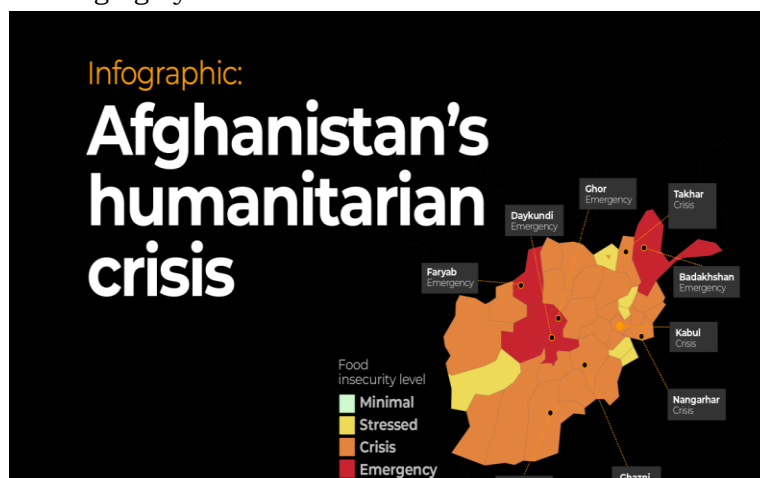 Infographic:
Afghanistan's
humanitarian
crisis
Ghor
Emergency
Takhar
Crisis
Daykundi
Emergency
Faryab
Emergency
Badakhshan
Emergency
Kabul
Crisis
Food
insecurity level
Minimal
Stressed
Crisis
Emergency
Nangarhar
Crisis
Ghazni